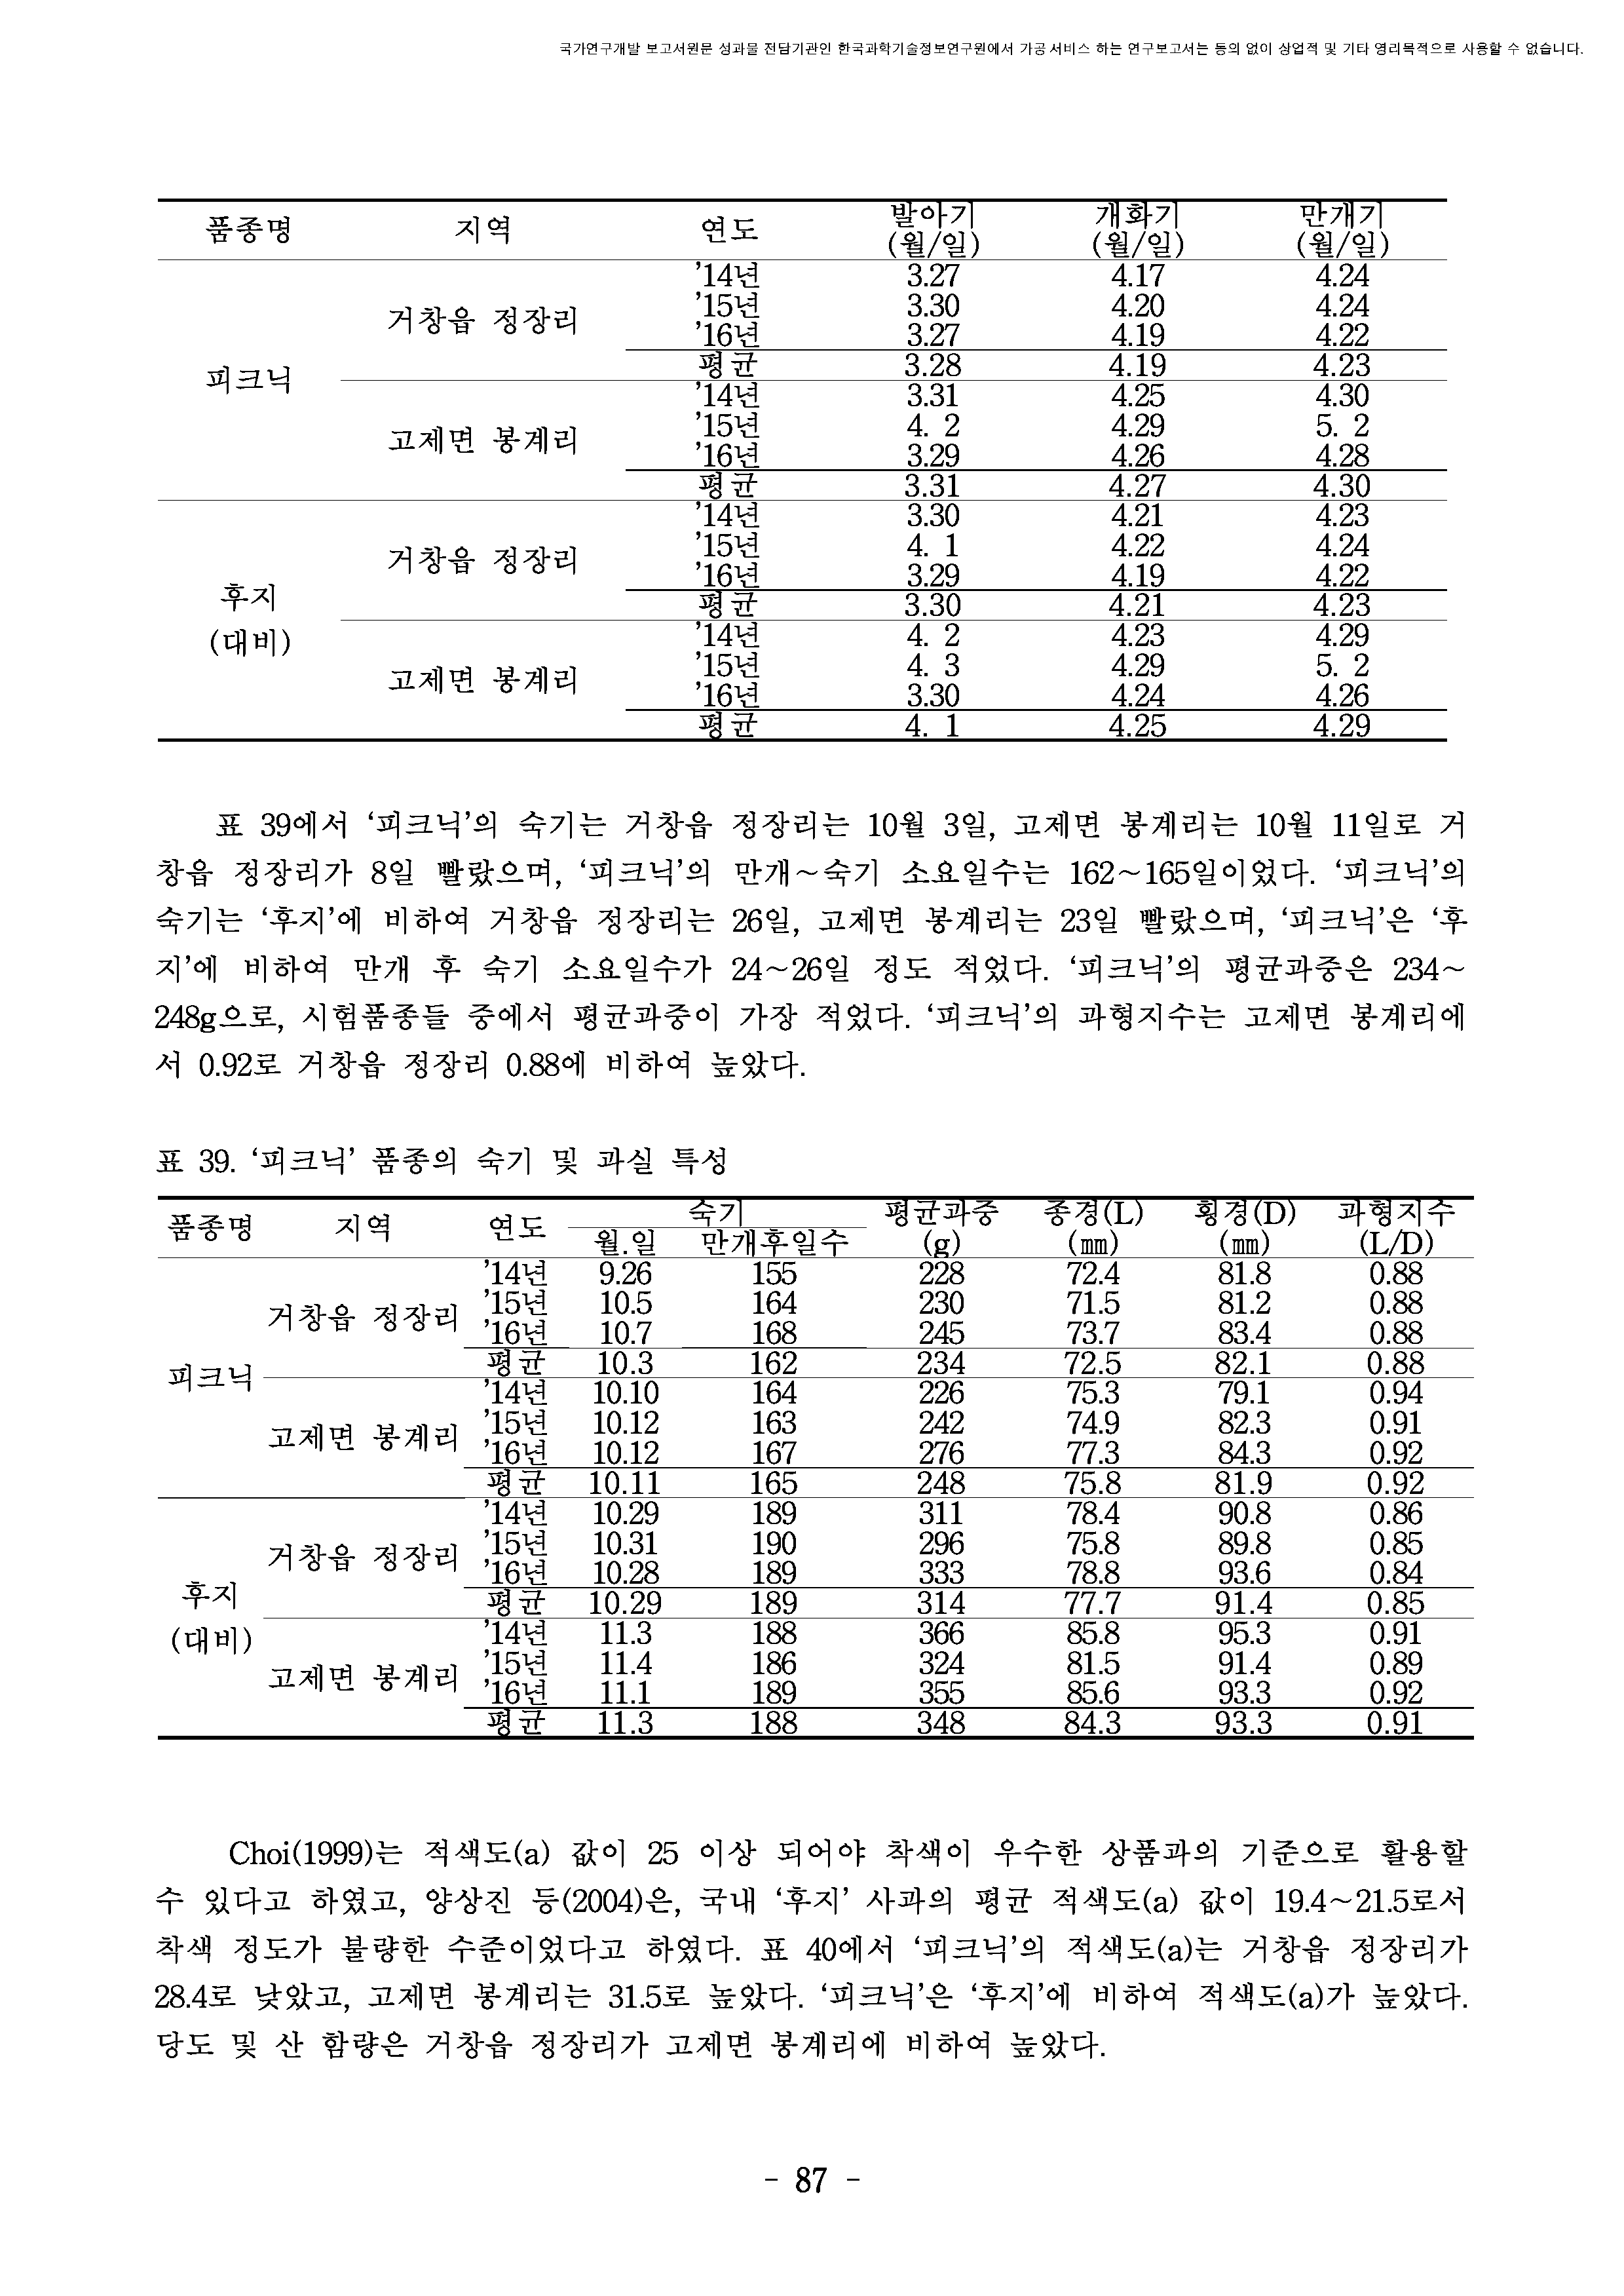 국가연구개발 보고서원문 성과물 전담기관인 한국과학기술정보연구원에서 가공·서비스 하는 연구보고서는 동의 없이 상업적 및 기타 영리목적으로 사용할 수 없습니다.
품종명 지역 연도 발아기 개화기 만개기
(월/일) (월/일) (월/일)
’14년 3.27 4.17 4.24
거창읍 정장리 ’15년 3.30 4.20 4.24
’16년 3.27 4.19 4.22
평균 3.28 4.19 4.23
피크닉
’14년 3.31 4.25 4.30
고제면 봉계리 ’15년 4. 2 4.29 5. 2
’16년 3.29 4.26 4.28
평균 3.31 4.27 4.30
’14년 3.30 4.21 4.23
거창읍 정장리 ’15년 4. 1 4.22 4.24
’16년 3.29 4.19 4.22
후지 평균 3.30 4.21 4.23
(대비) ’14년 4. 2 4.23 4.29
고제면 봉계리 ’15년 4. 3 4.29 5. 2
’16년 3.30 4.24 4.26
평균 4. 1 4.25 4.29
표 39에서 ‘피크닉’의 숙기는 거창읍 정장리는 10월 3일, 고제면 봉계리는 10월 11일로 거
창읍 정장리가 8일 빨랐으며, ‘피크닉’의 만개～숙기 소요일수는 162～165일이었다. ‘피크닉’의
숙기는 ‘후지’에 비하여 거창읍 정장리는 26일, 고제면 봉계리는 23일 빨랐으며, ‘피크닉’은 ‘후
지’에 비하여 만개 후 숙기 소요일수가 24～26일 정도 적었다. ‘피크닉’의 평균과중은 234～
248g으로, 시험품종들 중에서 평균과중이 가장 적었다. ‘피크닉’의 과형지수는 고제면 봉계리에
서 0.92로 거창읍 정장리 0.88에 비하여 높았다.
표 39. ‘피크닉’ 품종의 숙기 및 과실 특성
품종명 지역 연도 숙기 평균과중 종경(L) 횡경(D) 과형지수
월.일 만개후일수 (g) (㎜) (㎜) (L/D)
’14년 9.26 155 228 72.4 81.8 0.88
거창읍 정장리 ’15년 10.5 164 230 71.5 81.2 0.88
’16년 10.7 168 245 73.7 83.4 0.88
평균 10.3 162 234 72.5 82.1 0.88
피크닉
’14년 10.10 164 226 75.3 79.1 0.94
고제면 봉계리 ’15년 10.12 163 242 74.9 82.3 0.91
’16년 10.12 167 276 77.3 84.3 0.92
평균 10.11 165 248 75.8 81.9 0.92
’14년 10.29 189 311 78.4 90.8 0.86
거창읍 정장리 ’15년 10.31 190 296 75.8 89.8 0.85
’16년 10.28 189 333 78.8 93.6 0.84
후지 평균 10.29 189 314 77.7 91.4 0.85
(대비) ’14년 11.3 188 366 85.8 95.3 0.91
고제면 봉계리 ’15년 11.4 186 324 81.5 91.4 0.89
’16년 11.1 189 355 85.6 93.3 0.92
평균 11.3 188 348 84.3 93.3 0.91
Choi(1999)는 적색도(a) 값이 25 이상 되어야 착색이 우수한 상품과의 기준으로 활용할
수 있다고 하였고, 양상진 등(2004)은, 국내 ‘후지’ 사과의 평균 적색도(a) 값이 19.4～21.5로서
착색 정도가 불량한 수준이었다고 하였다. 표 40에서 ‘피크닉’의 적색도(a)는 거창읍 정장리가
28.4로 낮았고, 고제면 봉계리는 31.5로 높았다. ‘피크닉’은 ‘후지’에 비하여 적색도(a)가 높았다.
당도 및 산 함량은 거창읍 정장리가 고제면 봉계리에 비하여 높았다.
- 87 -